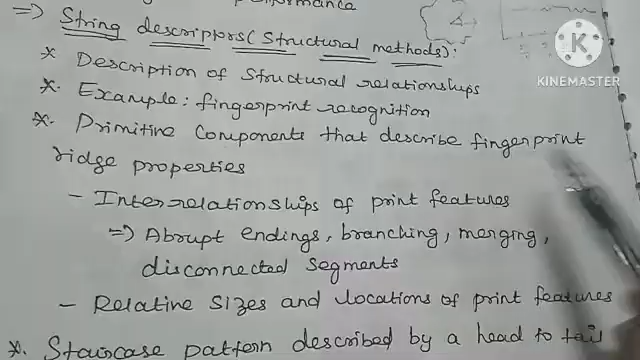 performance
=> String descriptors (Structural methods):
* Description of structural relationships
* Example: fingerprint recognition
* Primitive components that describe fingerprint
ridge properties
- Interrelationships of print features
=> Abrupt endings, branching, merging,
disconnected segments
- Relative sizes and locations of print features
* Staircase pattern described by a head to tail
K
KINEMASTER